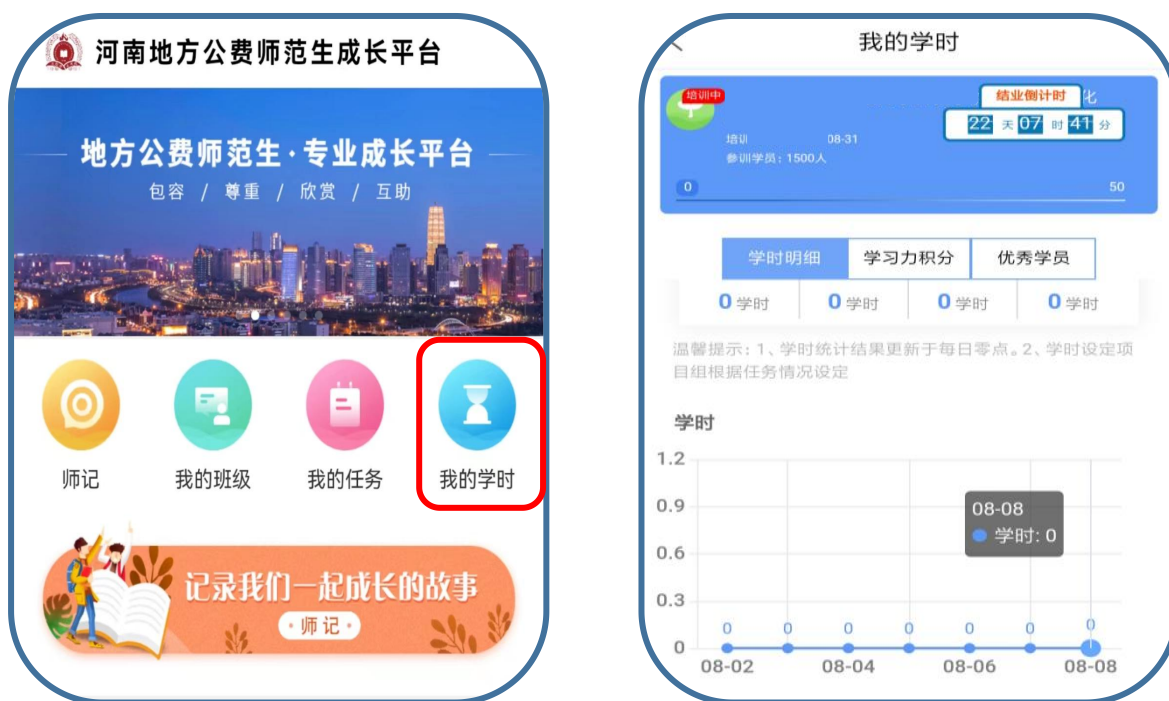 河南地方公费师范生成长平台
地方公费师范生·专业成长平台
包容 / 尊重 / 欣赏 / 互助
师记
我的班级
我的任务
我的学时
记录我们一起成长的故事
·师记·
我的学时
培训中
结业倒计时
化
22 天 07 时 41 分
培训
08-31
参训学员：1500人
0
50
学时明细
学习力积分
优秀学员
0 学时
0 学时
0 学时
0 学时
温馨提示：1、学时统计结果更新于每日零点。2、学时设定项
目组根据任务情况设定
学时
1.2
0.9
08-08
学时: 0
0.6
0.3
0 0 0 0 0 0 0
0
08-02 08-04 08-06 08-08